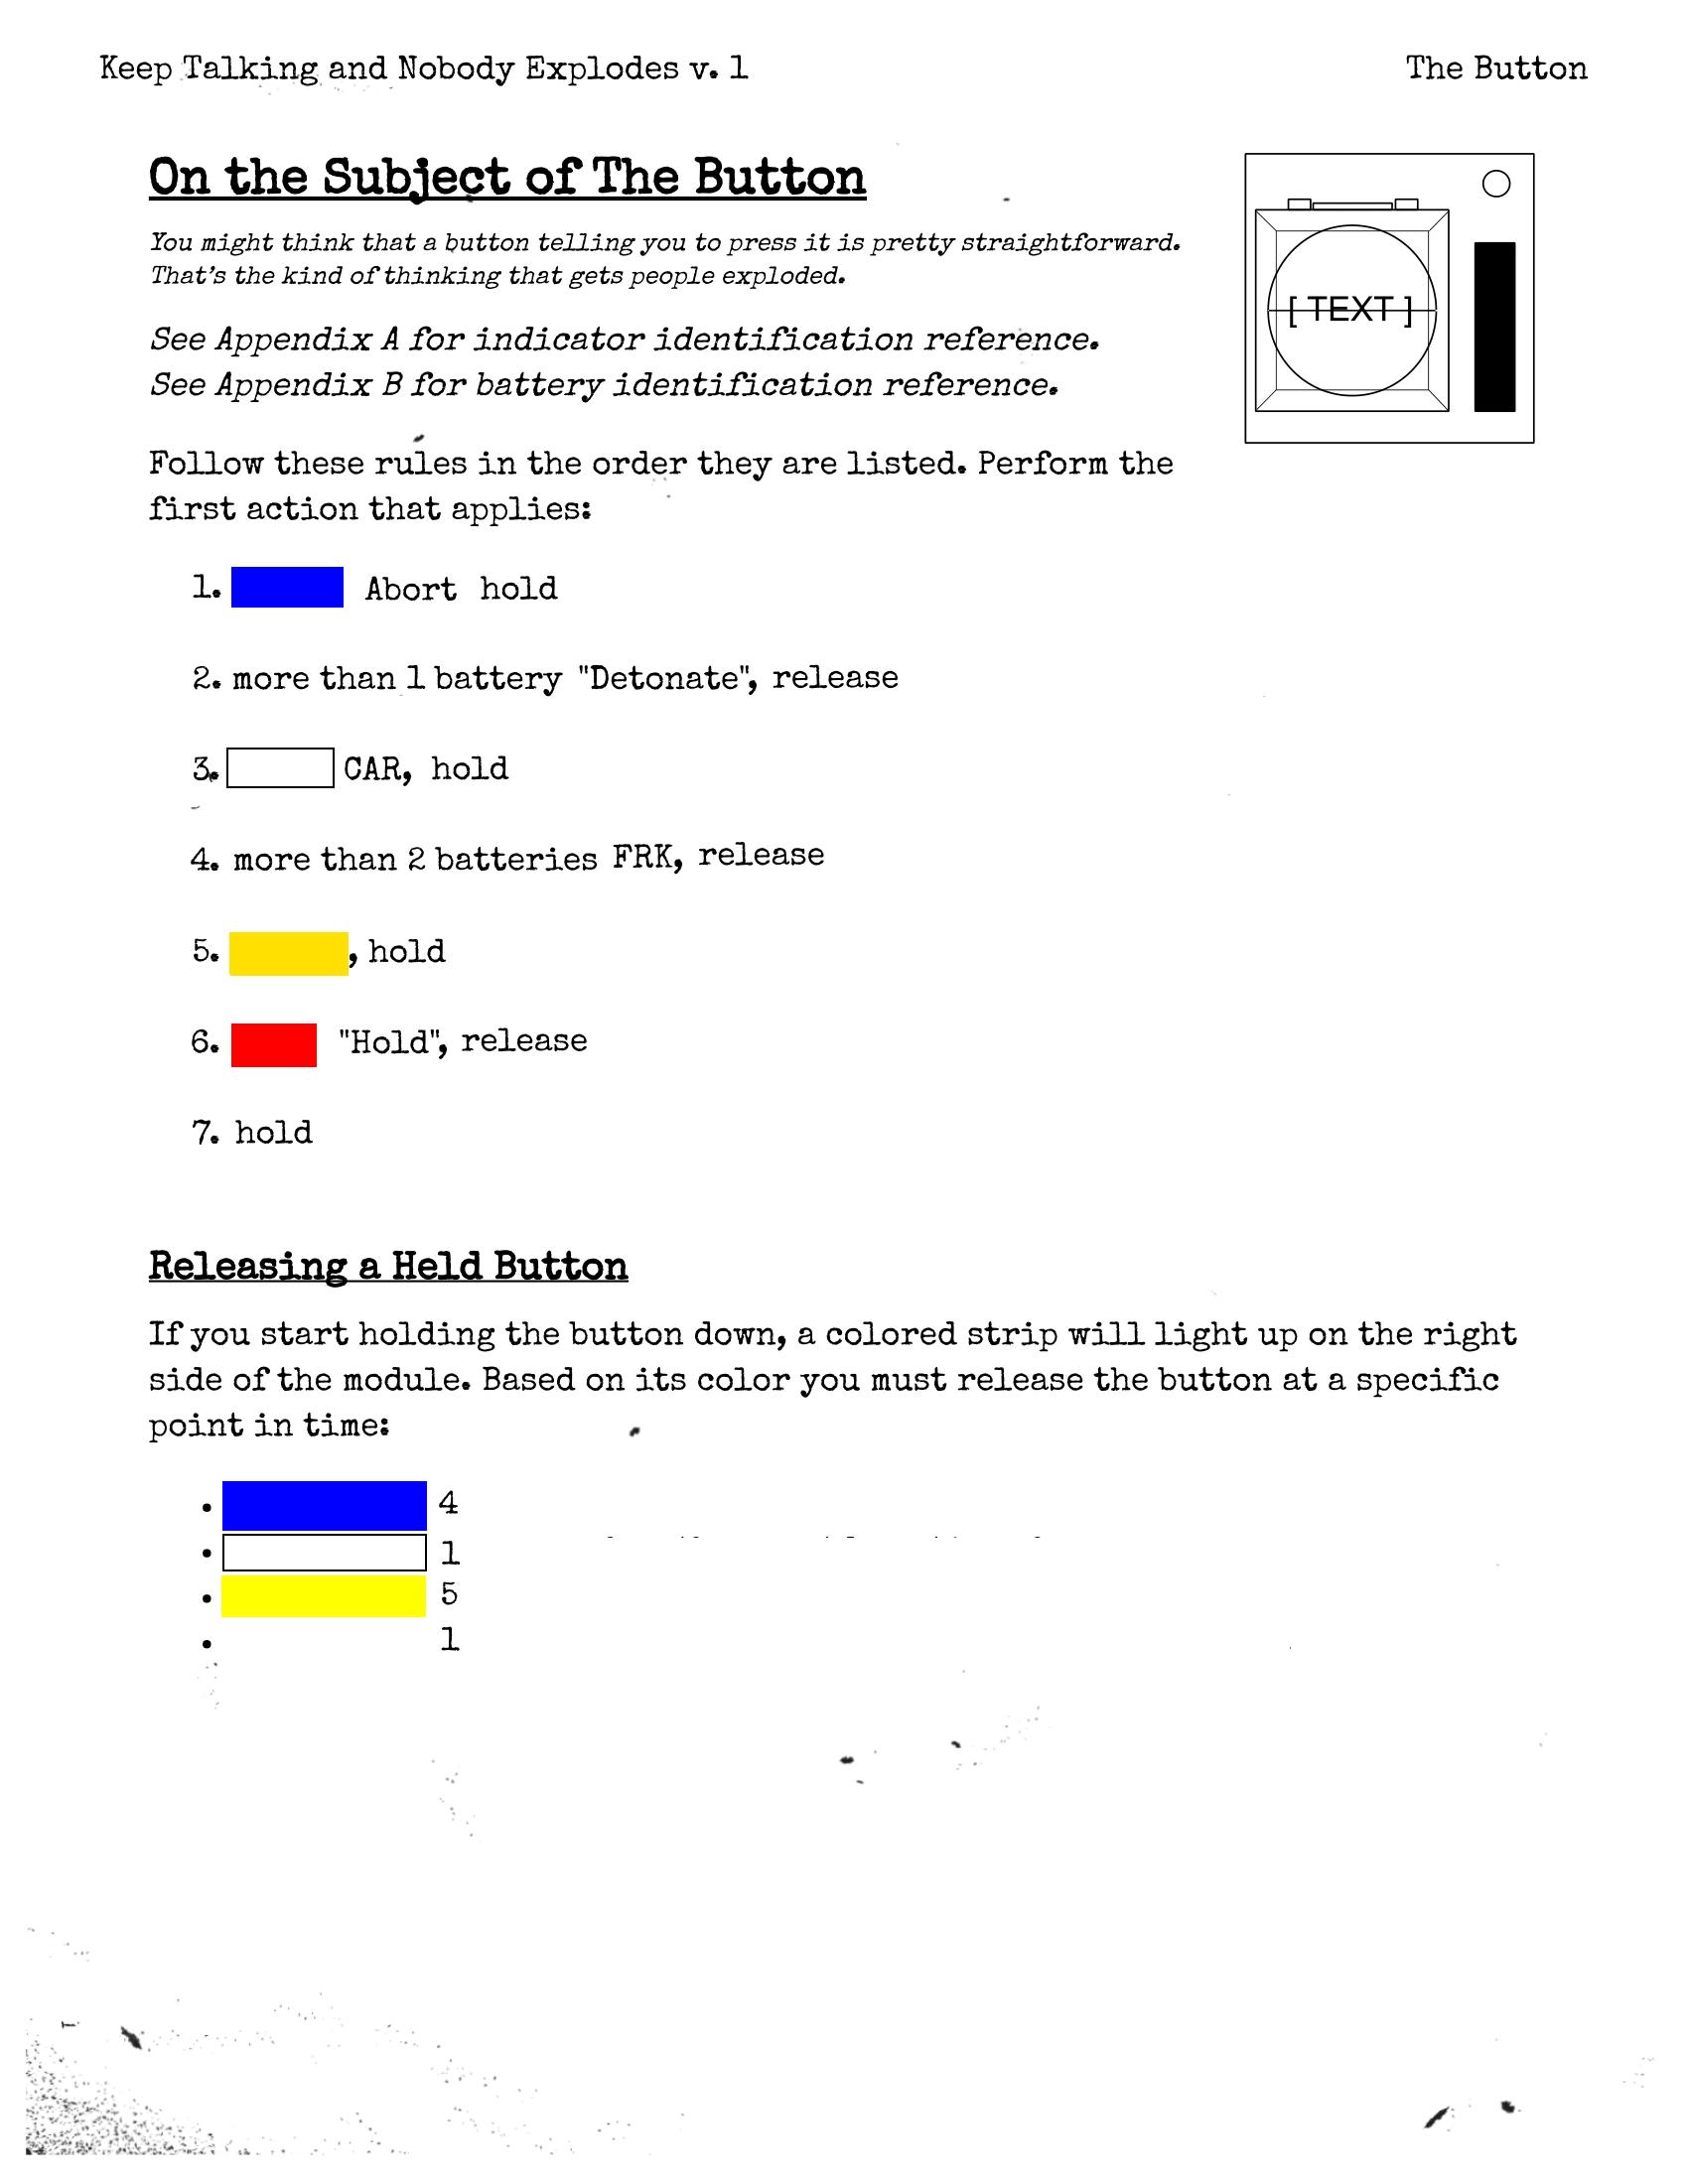 Keep Talking and Nobody Explodes v. 1
The Button
On the Subject of The Button
You might think that a button telling you to press it is pretty straightforward.
That's the kind of thinking that gets people exploded.
See Appendix A for indicator identification reference.
See Appendix B for battery identification reference.
[ TEXT ]
Follow these rules in the order they are listed. Perform the
first action that applies:
1. Abort hold
2. more than 1 battery "Detonate", release
3. CAR, hold
4. more than 2 batteries FRK, release
5. , hold
6. "Hold", release
7. hold
Releasing a Held Button
If you start holding the button down, a colored strip will light up on the right
side of the module. Based on its color you must release the button at a specific
point in time:
• 4
• 1
• 5
• 1